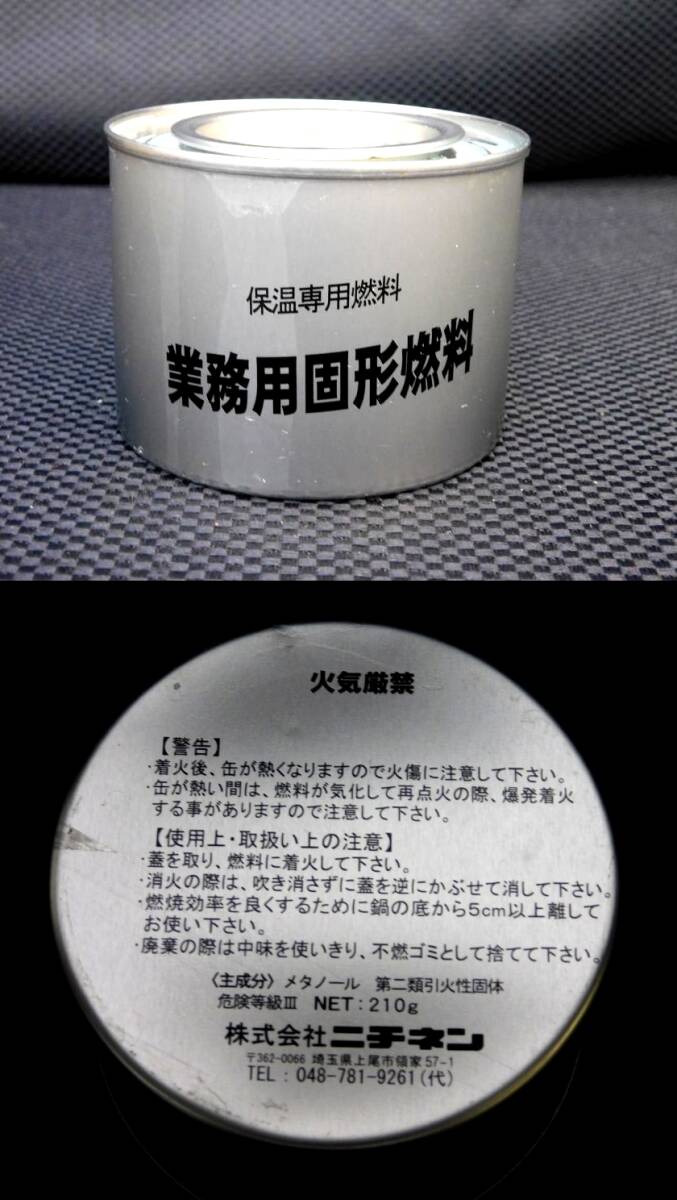 保温専用燃料
業務用固形燃料
火気厳禁
【警告】
・着火後、缶が熱くなりますので火傷に注意して下さい。
・缶が熱い間は、燃料が気化して再点火の際、爆発着火
する事がありますので注意して下さい。
【使用上・取扱い上の注意】
・蓋を取り、燃料に着火して下さい。
・消火の際は、吹き消さずに蓋を逆にかぶせて消して下さい。
・燃焼効率を良くするために鍋の底から5cm以上離して
お使い下さい。
・廃棄の際は中味を使いきり、不燃ゴミとして捨てて下さい。
〈主成分〉メタノール 第二類引火性固体
危険等級Ⅲ NET：210g
株式会社ニチネン
〒362-0066 埼玉県上尾市領家57-1
TEL：048-781-9261(代)